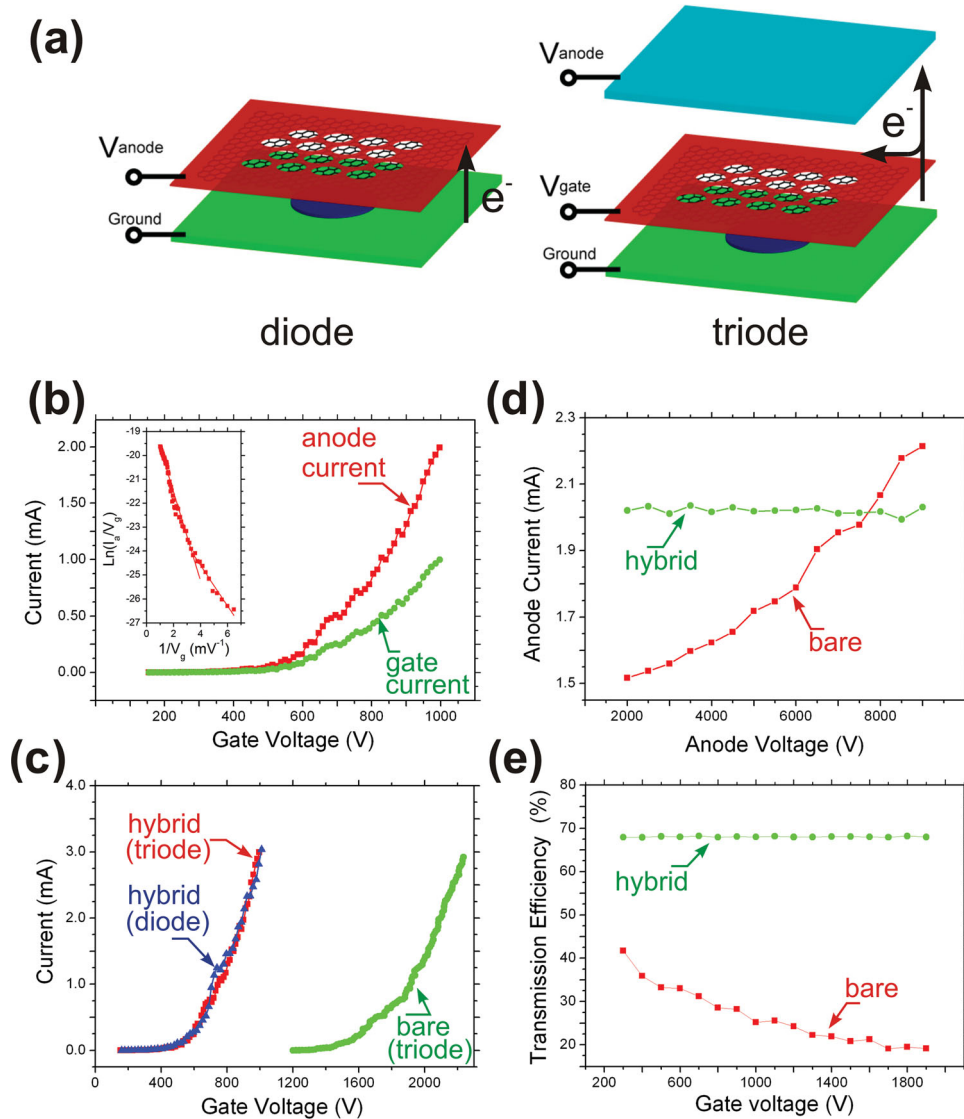 (a)
Vanode
Ground
e-
diode
Vanode
e-
Vgate
Ground
triode
(b)
2.00
1.50
1.00
0.50
0.00
Current (mA)
200 400 600 800 1000
Gate Voltage (V)
anode
current
gate
current
-19
-20
-21
-22
-23
-24
-25
-26
-27
Ln(Ia/Vg)
0 2 4 6
1/Vg (mV-1)
(d)
2.3
2.1
1.9
1.7
1.5
Anode Current (mA)
2000 4000 6000 8000
Anode Voltage (V)
hybrid
bare
(c)
4.0
3.0
2.0
1.0
0.0
Current (mA)
0 400 800 1200 1600 2000
Gate Voltage (V)
hybrid
(triode)
hybrid
(diode)
bare
(triode)
(e)
80
70
60
50
40
30
20
Transmission Efficiency (%)
200 600 1000 1400 1800
Gate voltage (V)
hybrid
bare